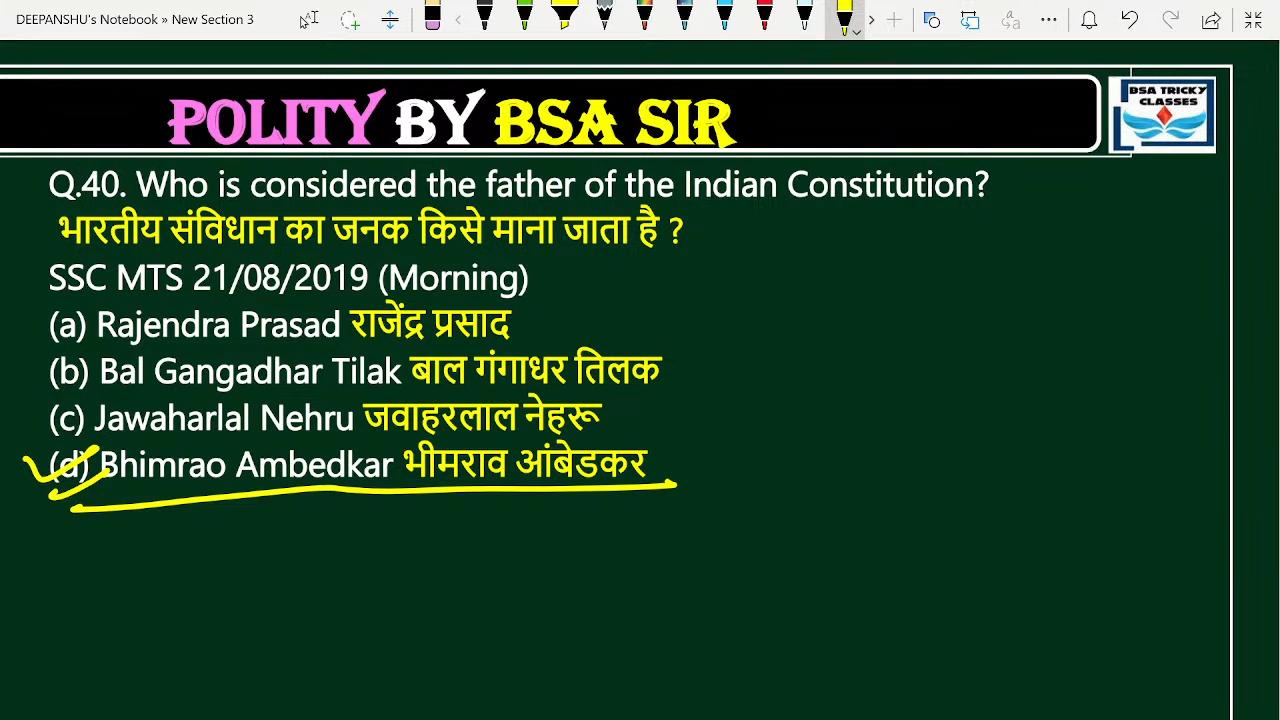 DEEPANSHU's Notebook » New Section 3
POLITY BY BSA SIR
BSA TRICKY
CLASSES
Q.40. Who is considered the father of the Indian Constitution?
भारतीय संविधान का जनक किसे माना जाता है ?
SSC MTS 21/08/2019 (Morning)
(a) Rajendra Prasad राजेंद्र प्रसाद
(b) Bal Gangadhar Tilak बाल गंगाधर तिलक
(c) Jawaharlal Nehru जवाहरलाल नेहरू
(d) Bhimrao Ambedkar भीमराव आंबेडकर